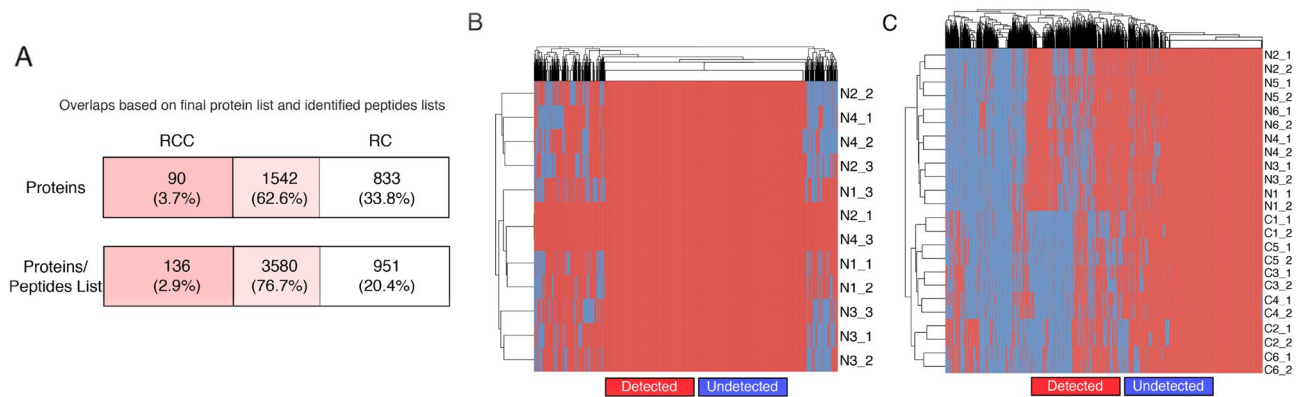 A
Overlaps based on final protein list and identified peptides lists
RCC RC
Proteins
90 1542 833
(3.7%) (62.6%) (33.8%)
Proteins/
Peptides List
136 3580 951
(2.9%) (76.7%) (20.4%)
B
N2_2
N4_1
N4_2
N2_3
N1_3
N2_1
N4_3
N1_1
N1_2
N3_3
N3_1
N3_2
Detected Undetected
C
N2_1
N2_2
N5_1
N5_2
N6_1
N6_2
N4_1
N4_2
N3_1
N3_2
N1_1
N1_2
C1_1
C1_2
C5_1
C5_2
C3_1
C3_2
C4_1
C4_2
C2_1
C2_2
C6_1
C6_2
Detected Undetected